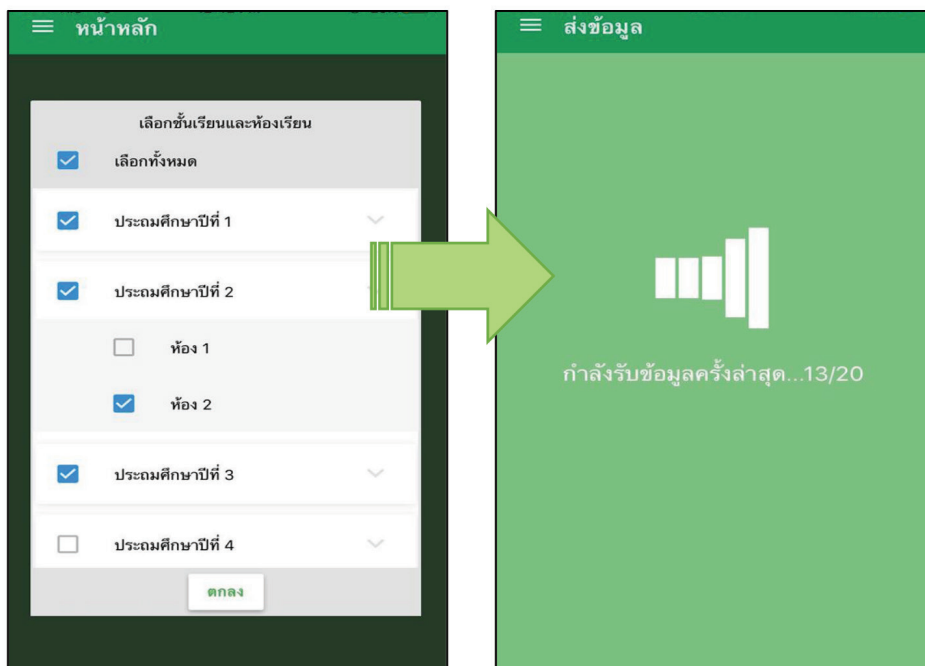 หน้าหลัก
เลือกชั้นเรียนและห้องเรียน
เลือกทั้งหมด
ประถมศึกษาปีที่ 1
ประถมศึกษาปีที่ 2
ห้อง 1
ห้อง 2
ประถมศึกษาปีที่ 3
ประถมศึกษาปีที่ 4
ตกลง
ส่งข้อมูล
กำลังรับข้อมูลครั้งล่าสุด...13/20